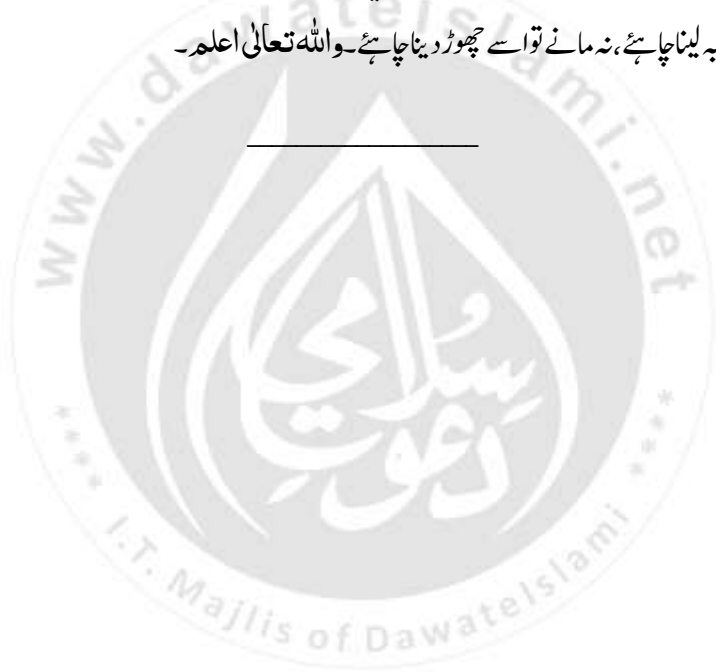 بہ لینا چاہئے، نہ مانے تو اسے چھوڑ دینا چاہئے۔ والله تعالٰی اعلم۔
www.dawateislami.net
دعوتِ اسلامی
I.T. Majlis of DawateIslami